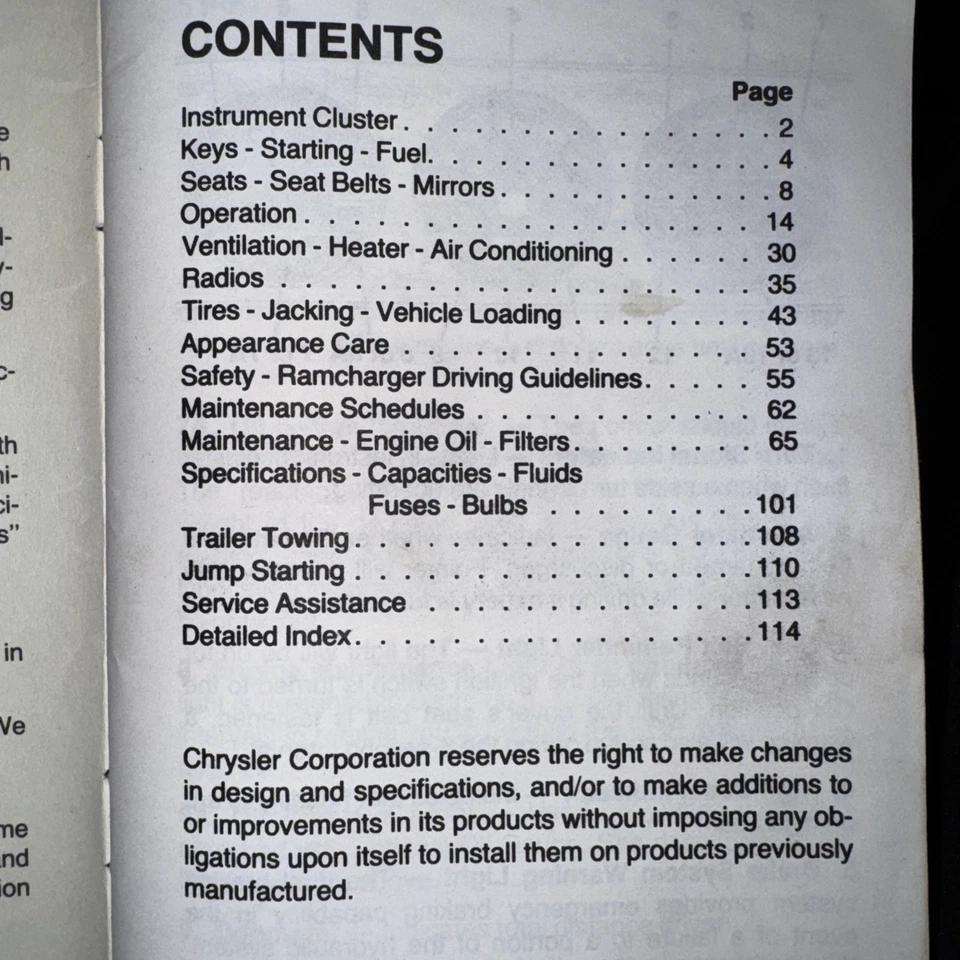 CONTENTS
Page
Instrument Cluster. . . . . . . . . . . . . . . . 2
Keys - Starting - Fuel. . . . . . . . . . . . . . 4
Seats - Seat Belts - Mirrors. . . . . . . . . . . 8
Operation. . . . . . . . . . . . . . . . . . . 14
Ventilation - Heater - Air Conditioning . . . . . . 30
Radios . . . . . . . . . . . . . . . . . . . . 35
Tires - Jacking - Vehicle Loading . . . . . . . . 43
Appearance Care . . . . . . . . . . . . . . . 53
Safety - Ramcharger Driving Guidelines. . . . . 55
Maintenance Schedules . . . . . . . . . . . . 62
Maintenance - Engine Oil - Filters. . . . . . . . 65
Specifications - Capacities - Fluids
Fuses - Bulbs . . . . . . . . . 101
Trailer Towing. . . . . . . . . . . . . . . . . 108
Jump Starting . . . . . . . . . . . . . . . . . 110
Service Assistance . . . . . . . . . . . . . . 113
Detailed Index. . . . . . . . . . . . . . . . . 114
Chrysler Corporation reserves the right to make changes
in design and specifications, and/or to make additions to
or improvements in its products without imposing any ob-
ligations upon itself to install them on products previously
manufactured.